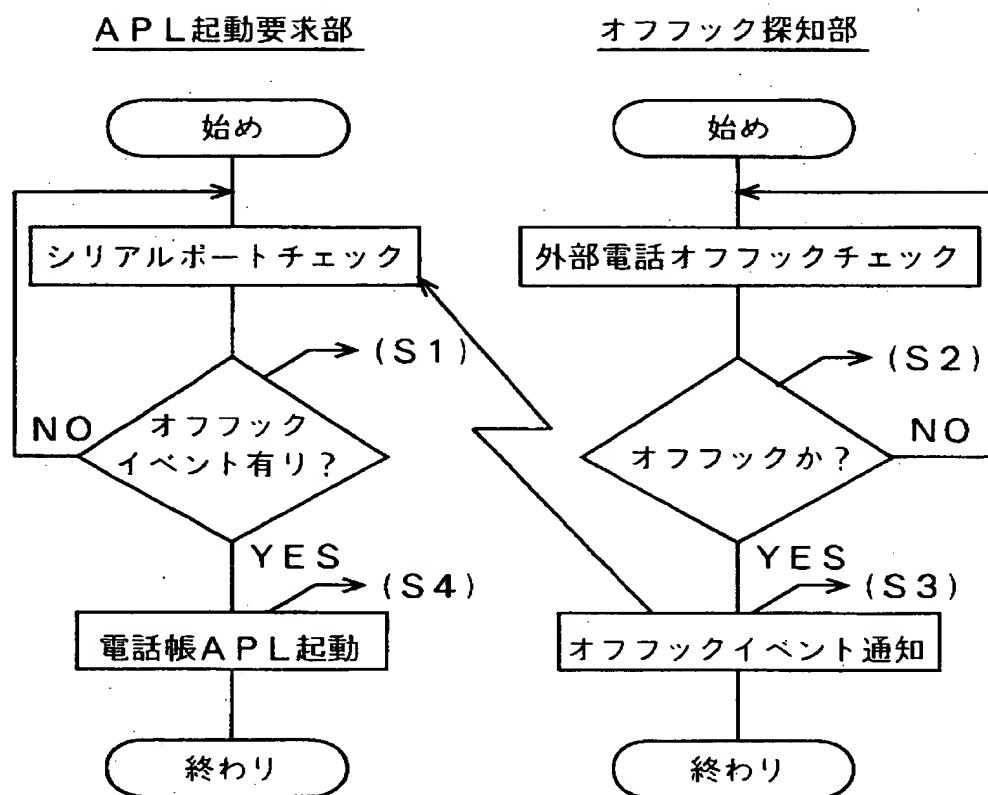 APL起動要求部
始め
シリアルポートチェック
(S1)
オフフック
イベント有り?
NO
YES
(S4)
電話帳APL起動
終わり
オフフック探知部
始め
外部電話オフフックチェック
(S2)
オフフックか?
NO
YES
(S3)
オフフックイベント通知
終わり